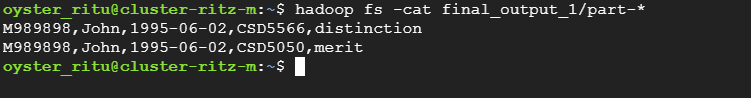 oyster_ritu@cluster-ritz-m:~$ hadoop fs -cat final_output_1/part-*
M989898,John,1995-06-02,CSD5566,distinction
M989898,John,1995-06-02,CSD5050,merit
oyster_ritu@cluster-ritz-m:~$